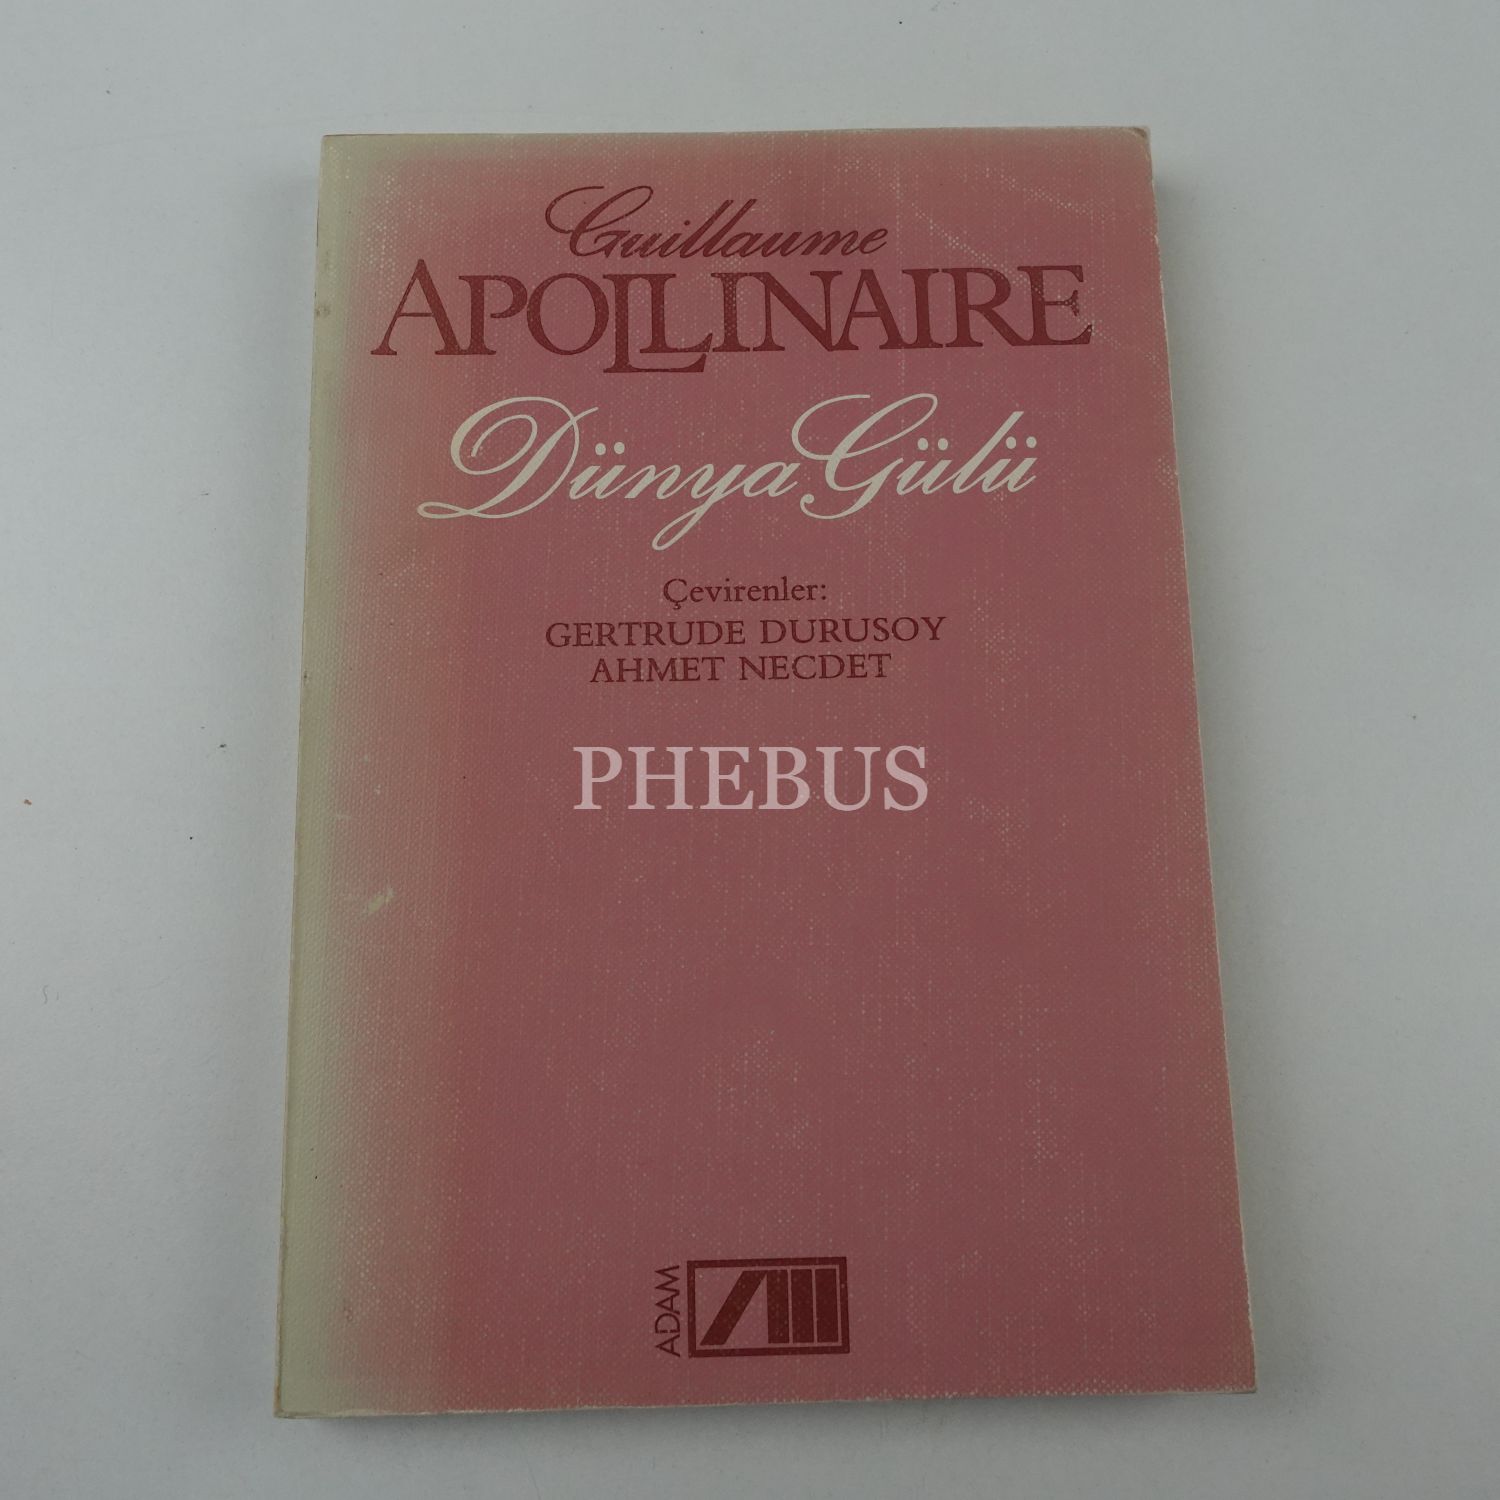 Guillaume
APOLLINAIRE
Dünya Gülü
Çevirenler:
GERTRUDE DURUSOY
AHMET NECDET
PHEBUS
ADAM